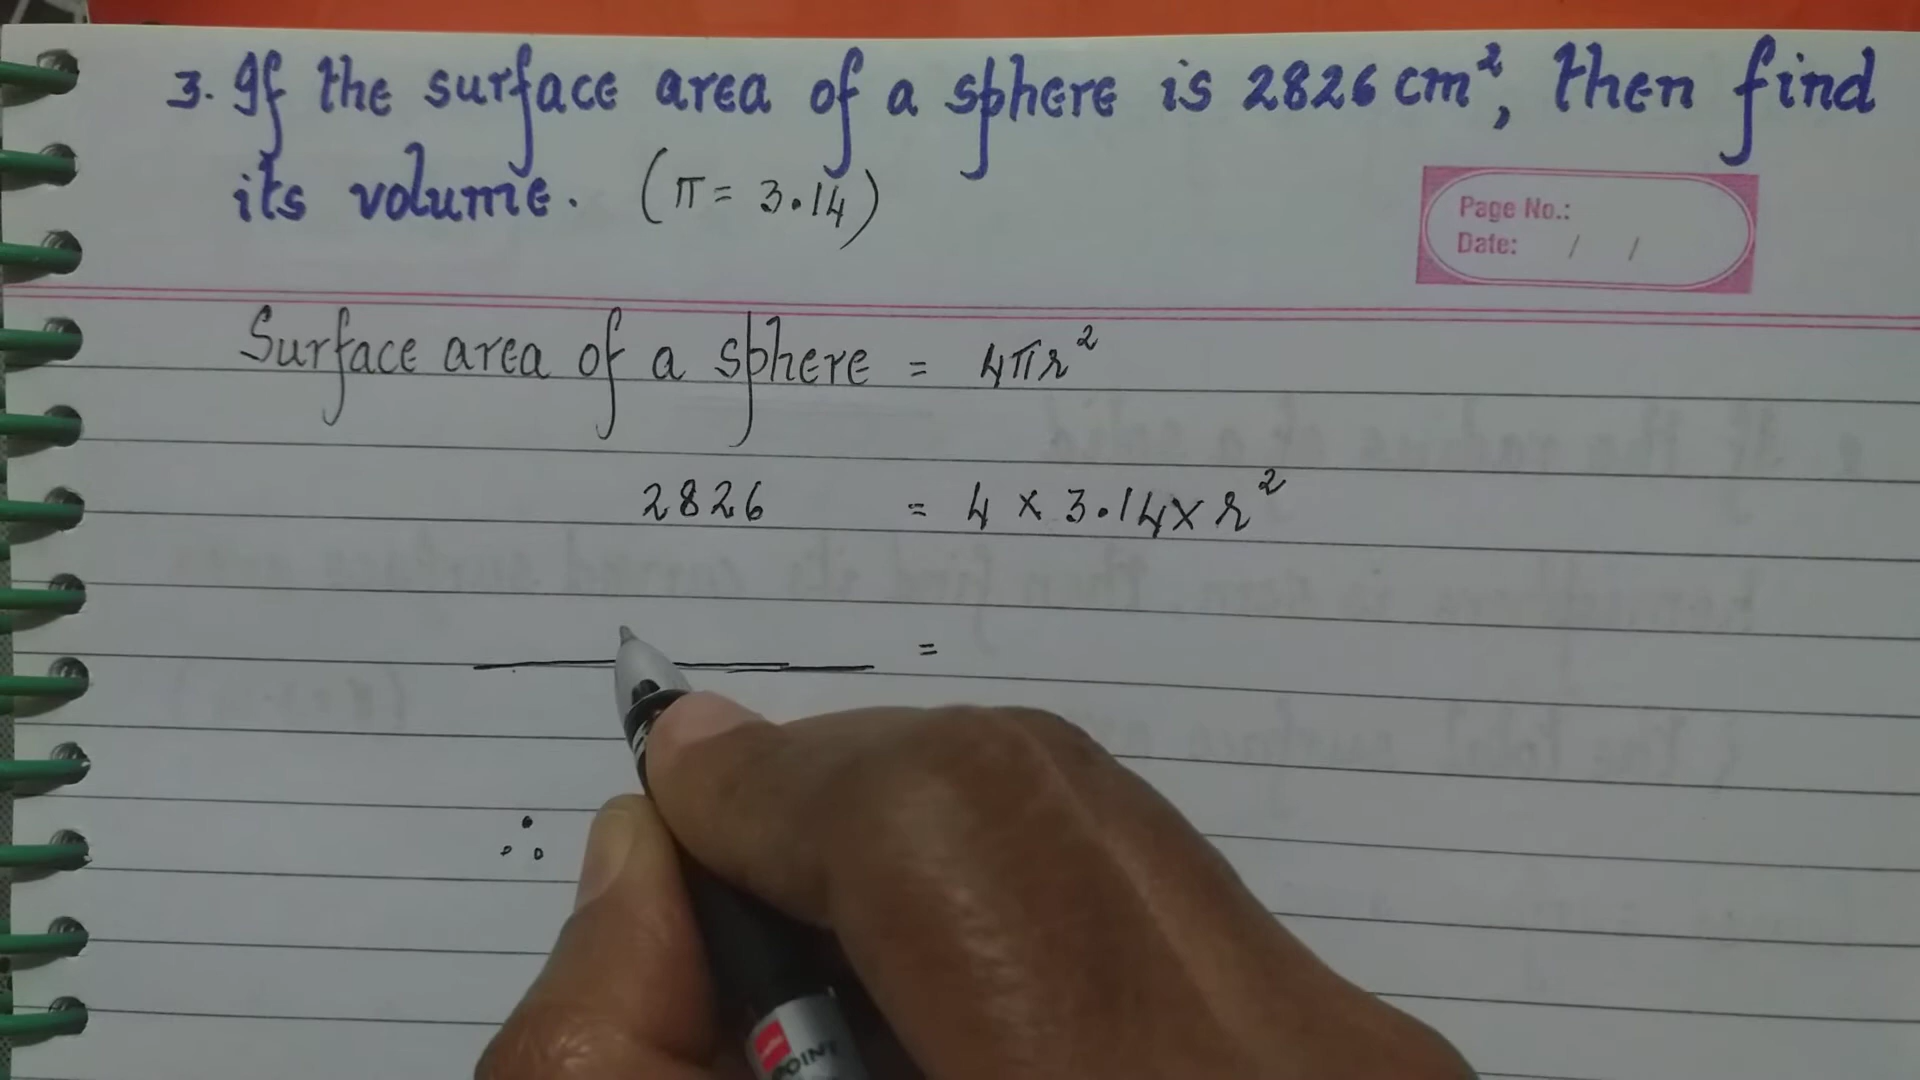 3. If the surface area of a sphere is 2826 cm², then find
its volume. (π = 3.14)
Page No.:
Date: / /
Surface area of a sphere = 4πr²
2826 = 4 × 3.14 × r²
=
∴
POINT